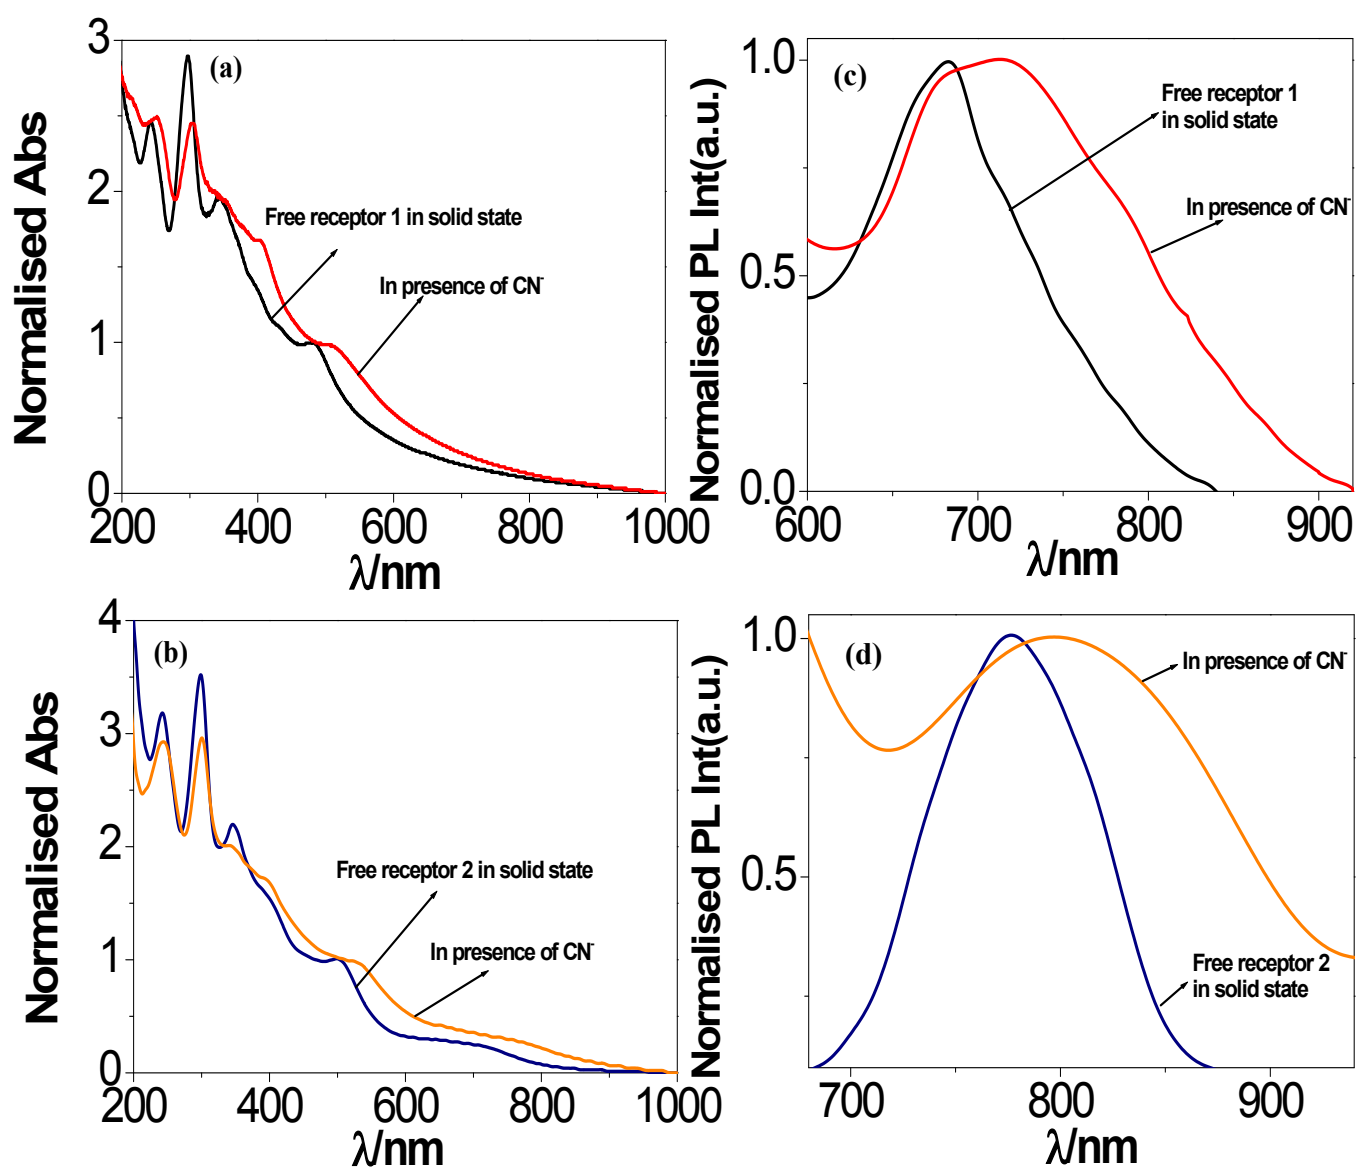 (a)
Normalised Abs
3
2
1
0
Free receptor 1 in solid state
In presence of CN⁻
200 400 600 800 1000
λ/nm
(c)
Normalised PL Int(a.u.)
1.0
0.5
0.0
Free receptor 1
in solid state
In presence of CN⁻
600 700 800 900
λ/nm
(b)
Normalised Abs
4
3
2
1
0
Free receptor 2 in solid state
In presence of CN⁻
200 400 600 800 1000
λ/nm
(d)
Normalised PL Int(a.u.)
1.0
0.5
In presence of CN⁻
Free receptor 2
in solid state
700 800 900
λ/nm